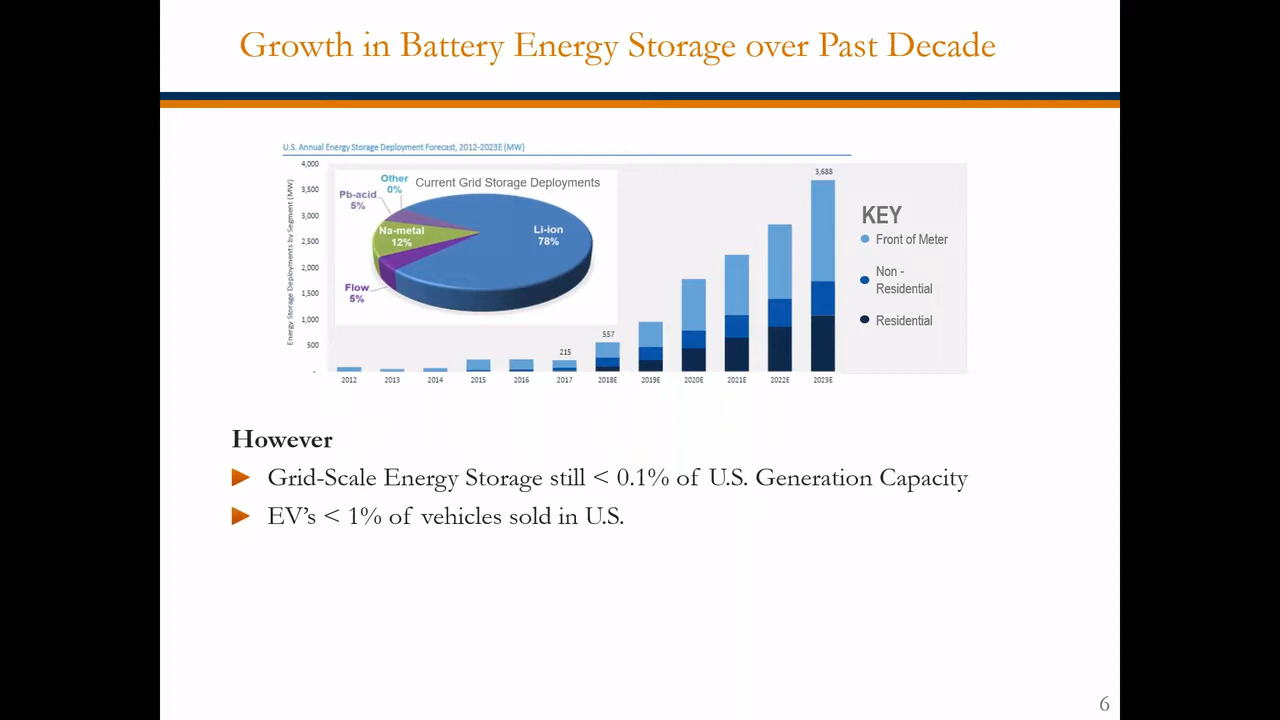 Growth in Battery Energy Storage over Past Decade
U.S. Annual Energy Storage Deployment Forecast, 2012-2023E (MW)
Energy Storage Deployments by Segment (MW)
4,000
3,500
3,000
2,500
2,000
1,500
1,000
500
-
Current Grid Storage Deployments
Other
0%
Pb-acid
5%
Na-metal
12%
Li-ion
78%
Flow
5%
215
557
3,688
2012
2013
2014
2015
2016
2017
2018E
2019E
2020E
2021E
2022E
2023E
KEY
Front of Meter
Non -
Residential
Residential
However
Grid-Scale Energy Storage still < 0.1% of U.S. Generation Capacity
EV’s < 1% of vehicles sold in U.S.
6